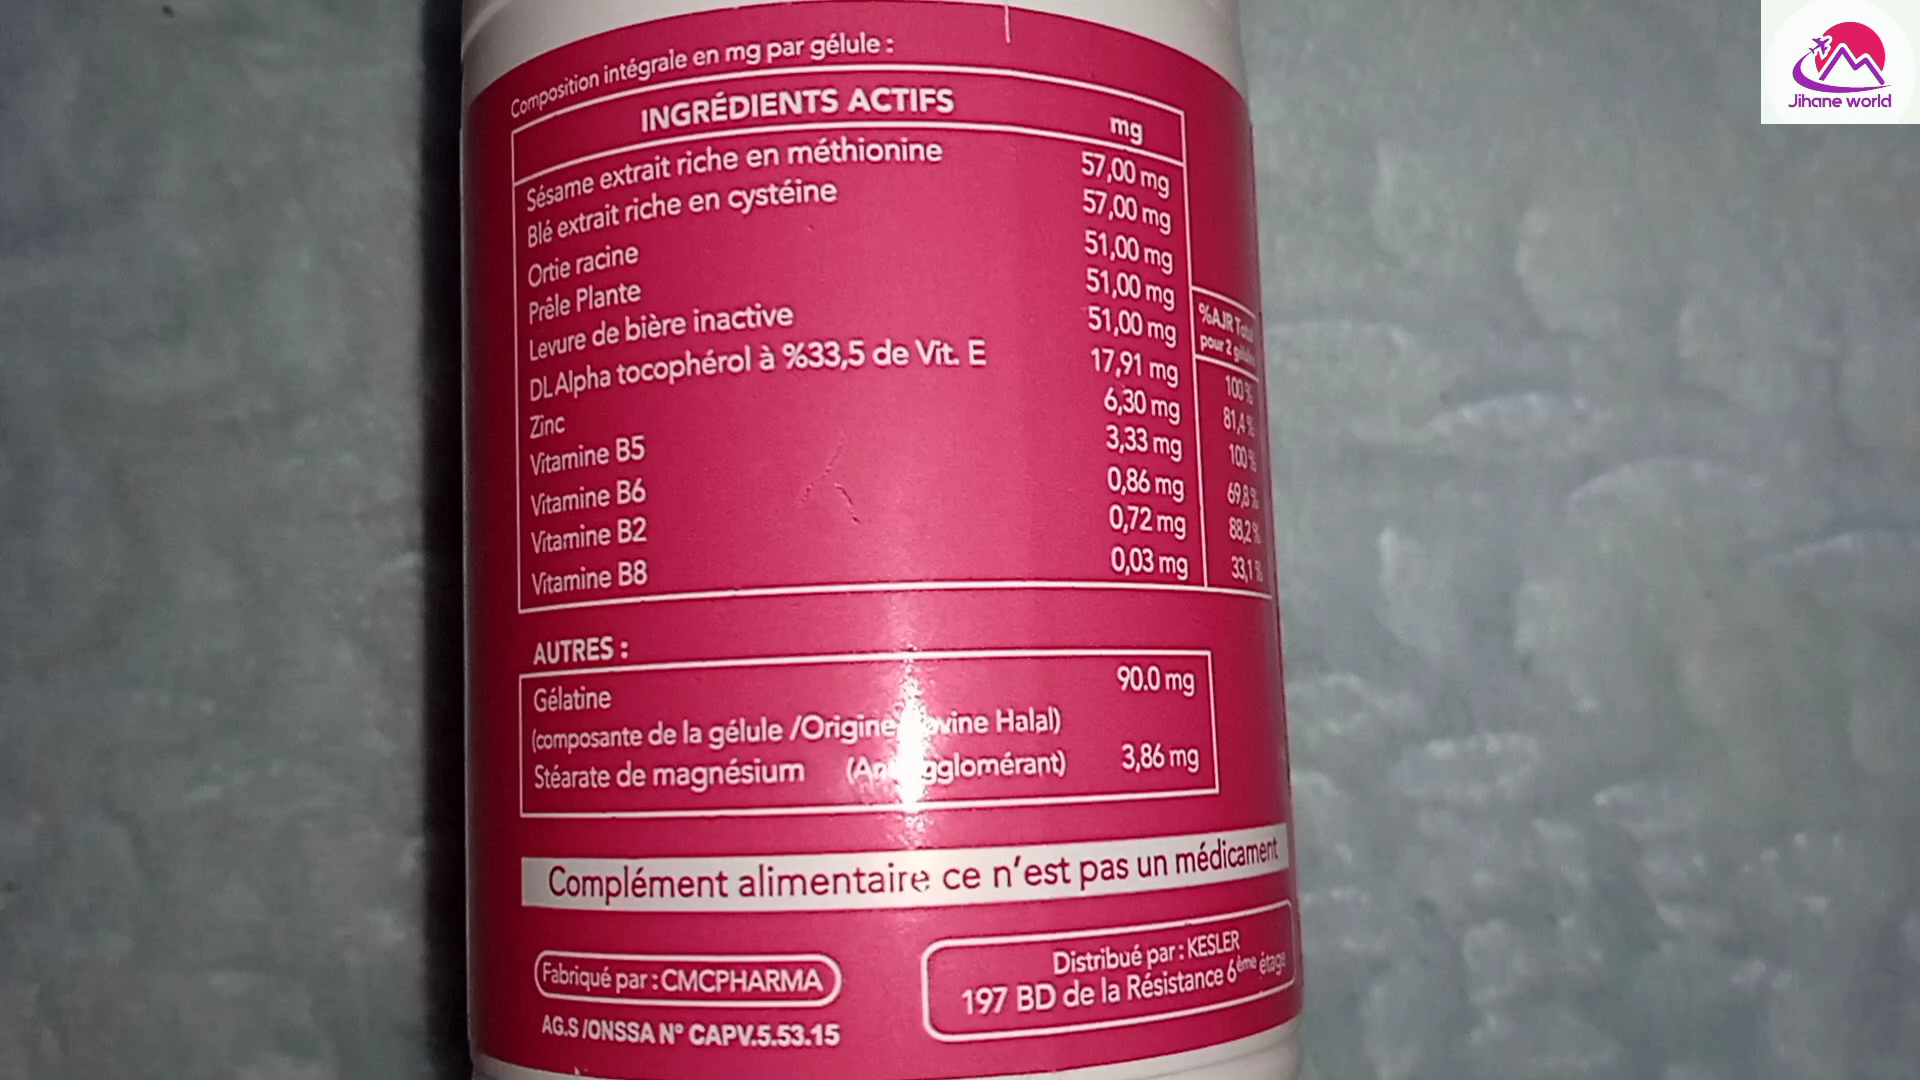 Jihane world
Composition intégrale en mg par gélule :
INGRÉDIENTS ACTIFS mg
Sésame extrait riche en méthionine 57,00 mg
Blé extrait riche en cystéine 57,00 mg
Ortie racine 51,00 mg
Prêle Plante 51,00 mg
Levure de bière inactive 51,00 mg
%AJR
pour 2
DLAlpha tocophérol à %33,5 de Vit. E 17,91 mg 100 %
Zinc 6,30 mg 81,4 %
Vitamine B5 3,33 mg 100 %
Vitamine B6 0,86 mg 69,8 %
Vitamine B2 0,72 mg 88,2 %
Vitamine B8 0,03 mg 33,1 %
AUTRES :
Gélatine 90.0 mg
(composante de la gélule /Origine Halal)
Stéarate de magnésium 3,86 mg
Complément alimentaire ce n'est pas un médicament
Fabriqué par : CMCPHARMA
AG.S /ONSSA N° CAPV.5.53.15
Distribué par : KESLER
197 BD de la Résistance 6ème étage